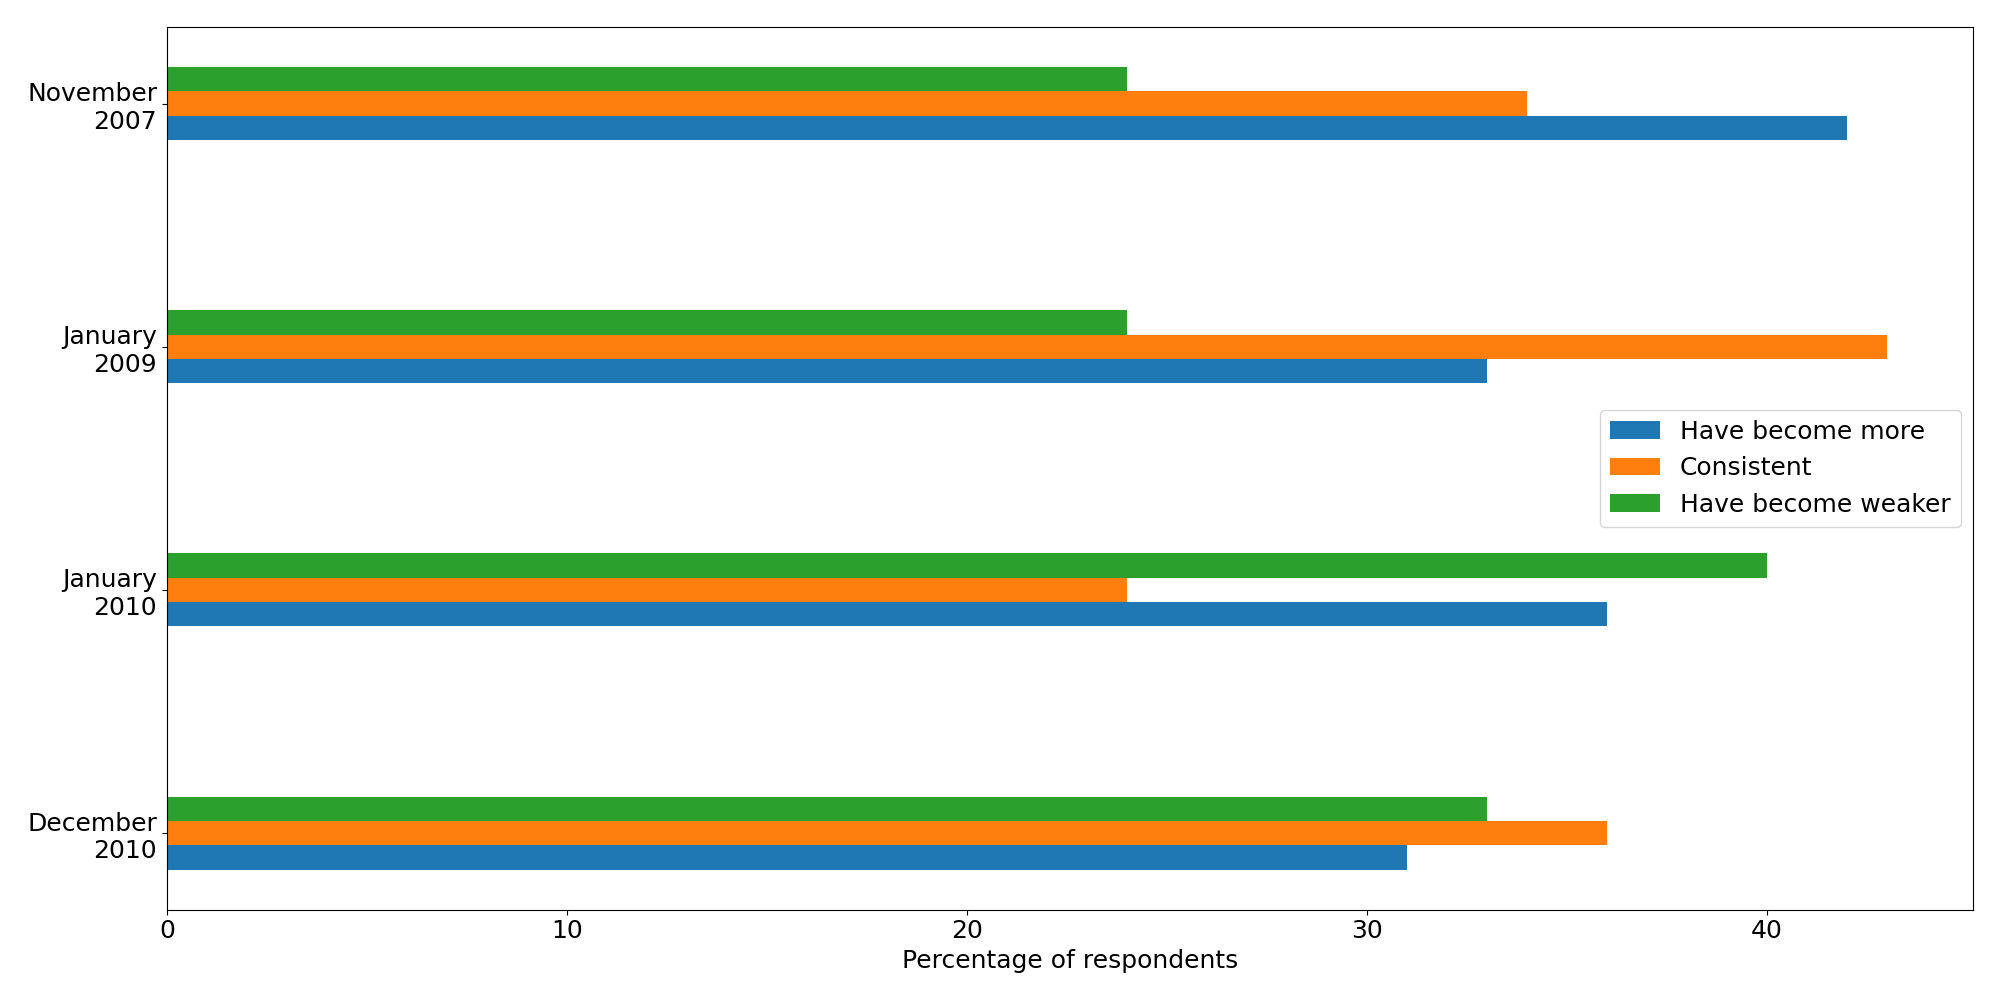 November
2007
January
2009
January
2010
December
2010
Have become more
Consistent
Have become weaker
0 10 20 30 40
Percentage of respondents